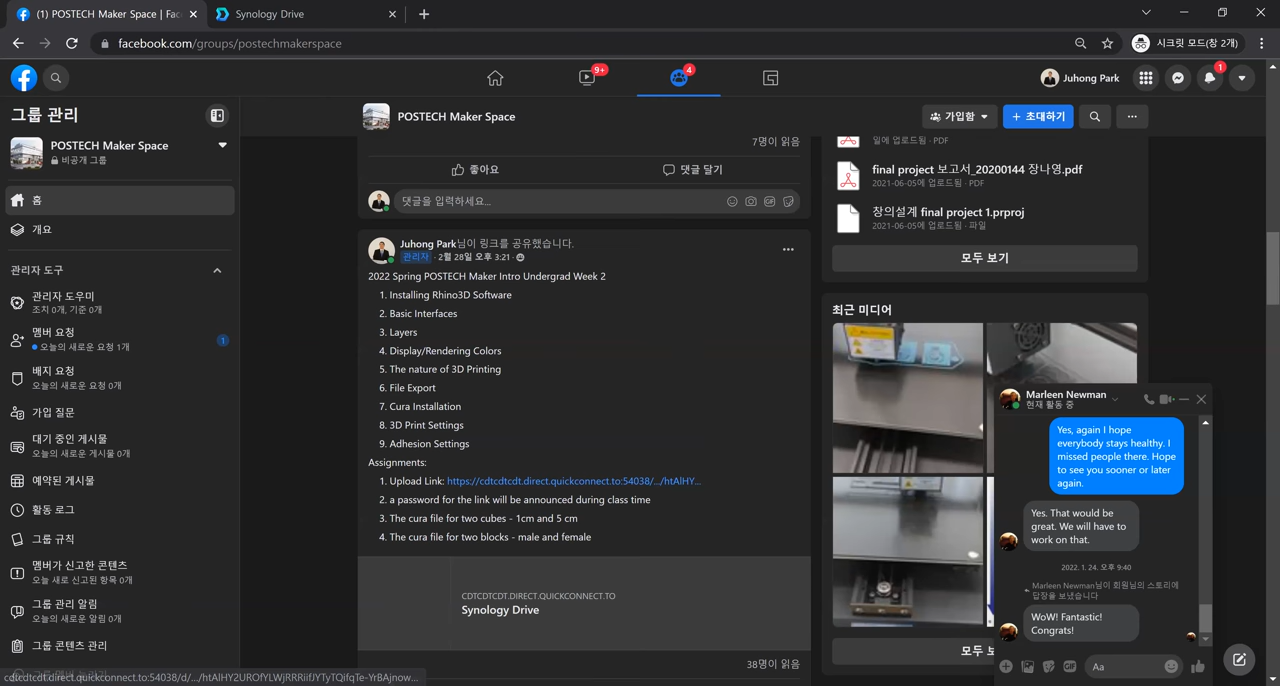 (1) POSTECH Maker Space | Fac
Synology Drive
facebook.com/groups/postechmakerspace
시크릿 모드(창 2개)
9+
4
Juhong Park
1
그룹 관리
POSTECH Maker Space
비공개 그룹
홈
개요
관리자 도구
관리자 도우미
조치 0개, 기준 0개
멤버 요청
오늘의 새로운 요청 1개
1
배지 요청
오늘의 새로운 요청 0개
가입 질문
대기 중인 게시물
오늘의 새로운 게시물 0개
예약된 게시물
활동 로그
그룹 규칙
멤버가 신고한 콘텐츠
오늘 새로 신고된 항목 0개
그룹 관리 알림
오늘의 새로운 알림 0개
그룹 콘텐츠 관리
cdtcdtcdt.direct.quickconnect.to:54038/d/.../htAlHY2UROfYLWjRRRiifJYTyTQifqTe-YrBAjnow...
POSTECH Maker Space
가입함
+ 초대하기
7명이 읽음
좋아요
댓글 달기
댓글을 입력하세요...
GIF
Juhong Park님이 링크를 공유했습니다.
관리자 · 2월 28일 오후 3:21 ·
2022 Spring POSTECH Maker Intro Undergrad Week 2
1. Installing Rhino3D Software
2. Basic Interfaces
3. Layers
4. Display/Rendering Colors
5. The nature of 3D Printing
6. File Export
7. Cura Installation
8. 3D Print Settings
9. Adhesion Settings
Assignments:
1. Upload Link: https://cdtcdtcdt.direct.quickconnect.to:54038/.../htAlHY...
2. a password for the link will be announced during class time
3. The cura file for two cubes - 1cm and 5 cm
4. The cura file for two blocks - male and female
CDTCDTCDT.DIRECT.QUICKCONNECT.TO
Synology Drive
38명이 읽음
일에 업로드됨 · PDF
final project 보고서_20200144 장나영.pdf
2021-06-05에 업로드됨 · PDF
창의설계 final project 1.prproj
2021-06-05에 업로드됨 · 파일
모두 보기
최근 미디어
모두 보
Marleen Newman
현재 활동 중
Yes, again I hope
everybody stays healthy. I
missed people there. Hope
to see you sooner or later
again.
Yes. That would be
great. We will have to
work on that.
2022. 1. 24. 오후 9:40
Marleen Newman님이 회원님의 스토리에
답장을 보냈습니다
WoW! Fantastic!
Congrats!
GIF
Aa